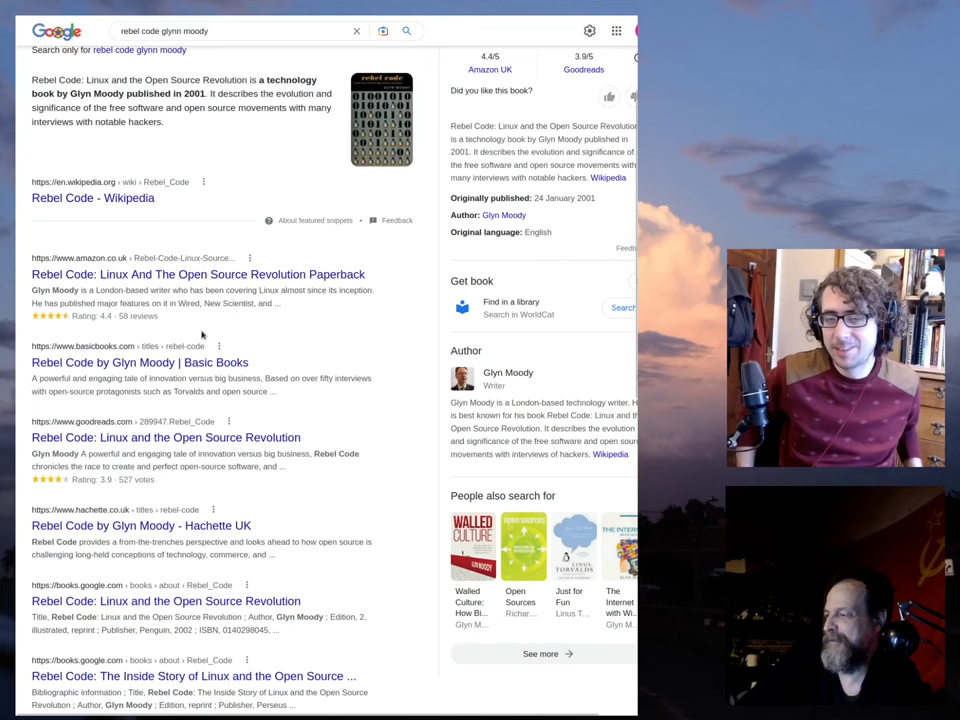 Google
rebel code glynn moody
Search only for rebel code glynn moody
Rebel Code: Linux and the Open Source Revolution is a technology
book by Glyn Moody published in 2001. It describes the evolution and
significance of the free software and open source movements with many
interviews with notable hackers.
rebel code
GLYN MOODY
https://en.wikipedia.org › wiki › Rebel_Code
Rebel Code - Wikipedia
About featured snippets • Feedback
https://www.amazon.co.uk › Rebel-Code-Linux-Source...
Rebel Code: Linux And The Open Source Revolution Paperback
Glyn Moody is a London-based writer who has been covering Linux almost since its inception.
He has published major features on it in Wired, New Scientist, and ...
Rating: 4.4 · 58 reviews
https://www.basicbooks.com › titles › rebel-code
Rebel Code by Glyn Moody | Basic Books
A powerful and engaging tale of innovation versus big business, Based on over fifty interviews
with open-source protagonists such as Torvalds and open source ...
https://www.goodreads.com › 289947.Rebel_Code
Rebel Code: Linux and the Open Source Revolution
Glyn Moody A powerful and engaging tale of innovation versus big business, Rebel Code
chronicles the race to create and perfect open-source software, and ...
Rating: 3.9 · 527 votes
https://www.hachette.co.uk › titles › rebel-code
Rebel Code by Glyn Moody - Hachette UK
Rebel Code provides a from-the-trenches perspective and looks ahead to how open source is
challenging long-held conceptions of technology, commerce, and ...
https://books.google.com › books › about › Rebel_Code
Rebel Code: Linux and the Open Source Revolution
Title, Rebel Code: Linux and the Open Source Revolution ; Author, Glyn Moody ; Edition, 2,
illustrated, reprint ; Publisher, Penguin, 2002 ; ISBN, 0140298045, ...
https://books.google.com › books › about › Rebel_Code
Rebel Code: The Inside Story of Linux and the Open Source ...
Bibliographic information ; Title, Rebel Code: The Inside Story of Linux and the Open Source
Revolution ; Author, Glyn Moody ; Edition, reprint ; Publisher, Perseus ...
4.4/5
Amazon UK
3.9/5
Goodreads
Did you like this book?
Rebel Code: Linux and the Open Source Revolution
is a technology book by Glyn Moody published in
2001. It describes the evolution and significance of
the free software and open source movements with
many interviews with notable hackers. Wikipedia
Originally published: 24 January 2001
Author: Glyn Moody
Original language: English
Feedb
Get book
Find in a library
Search in WorldCat
Search
Author
Glyn Moody
Writer
Glyn Moody is a London-based technology writer. H
is best known for his book Rebel Code: Linux and th
Open Source Revolution. It describes the evolution
and significance of the free software and open sour
movements with interviews of hackers. Wikipedia
People also search for
WALLED
CULTURE
GLYN MOODY
OpenSources
LINUS
TORVALDS
THE INTERN
Walled
Culture:
How Bi...
Glyn M...
Open
Sources
Richar...
Just for
Fun
Linus T...
The
Internet
with Wi...
Glyn M...
See more